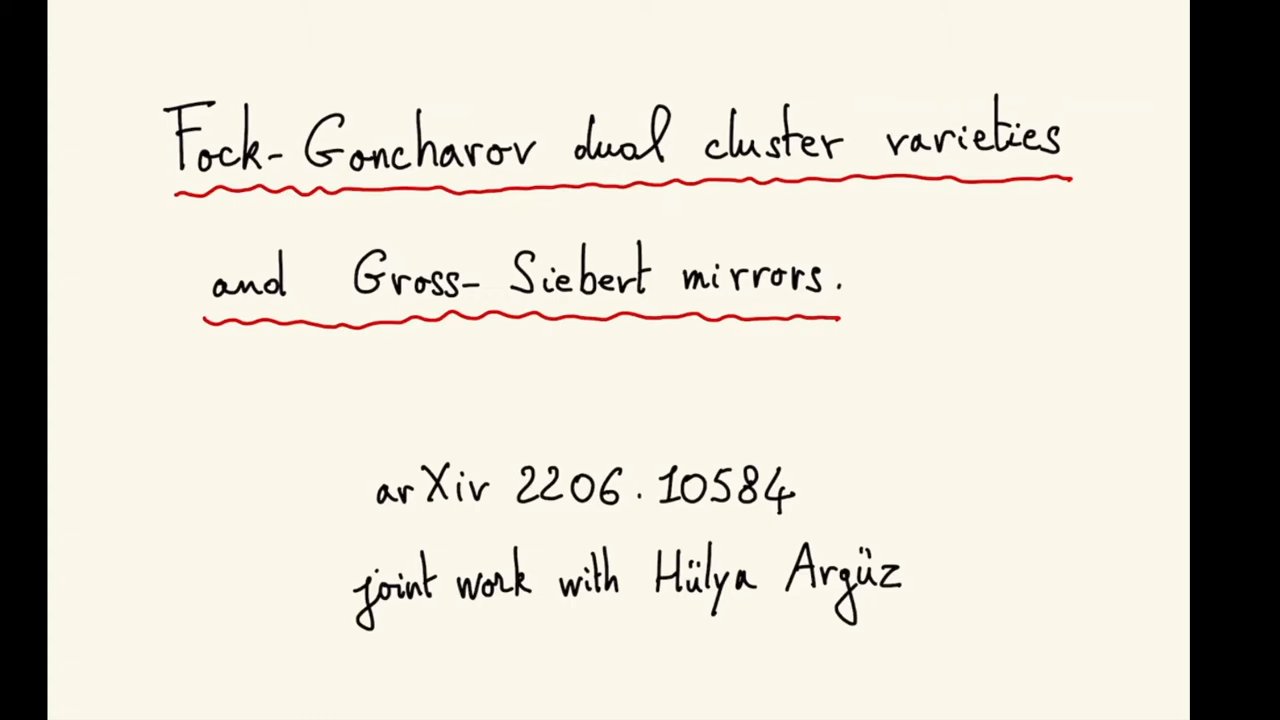 Fock-Goncharov dual cluster varieties
and Gross-Siebert mirrors.
arXiv 2206.10584
joint work with Hülya Argüz